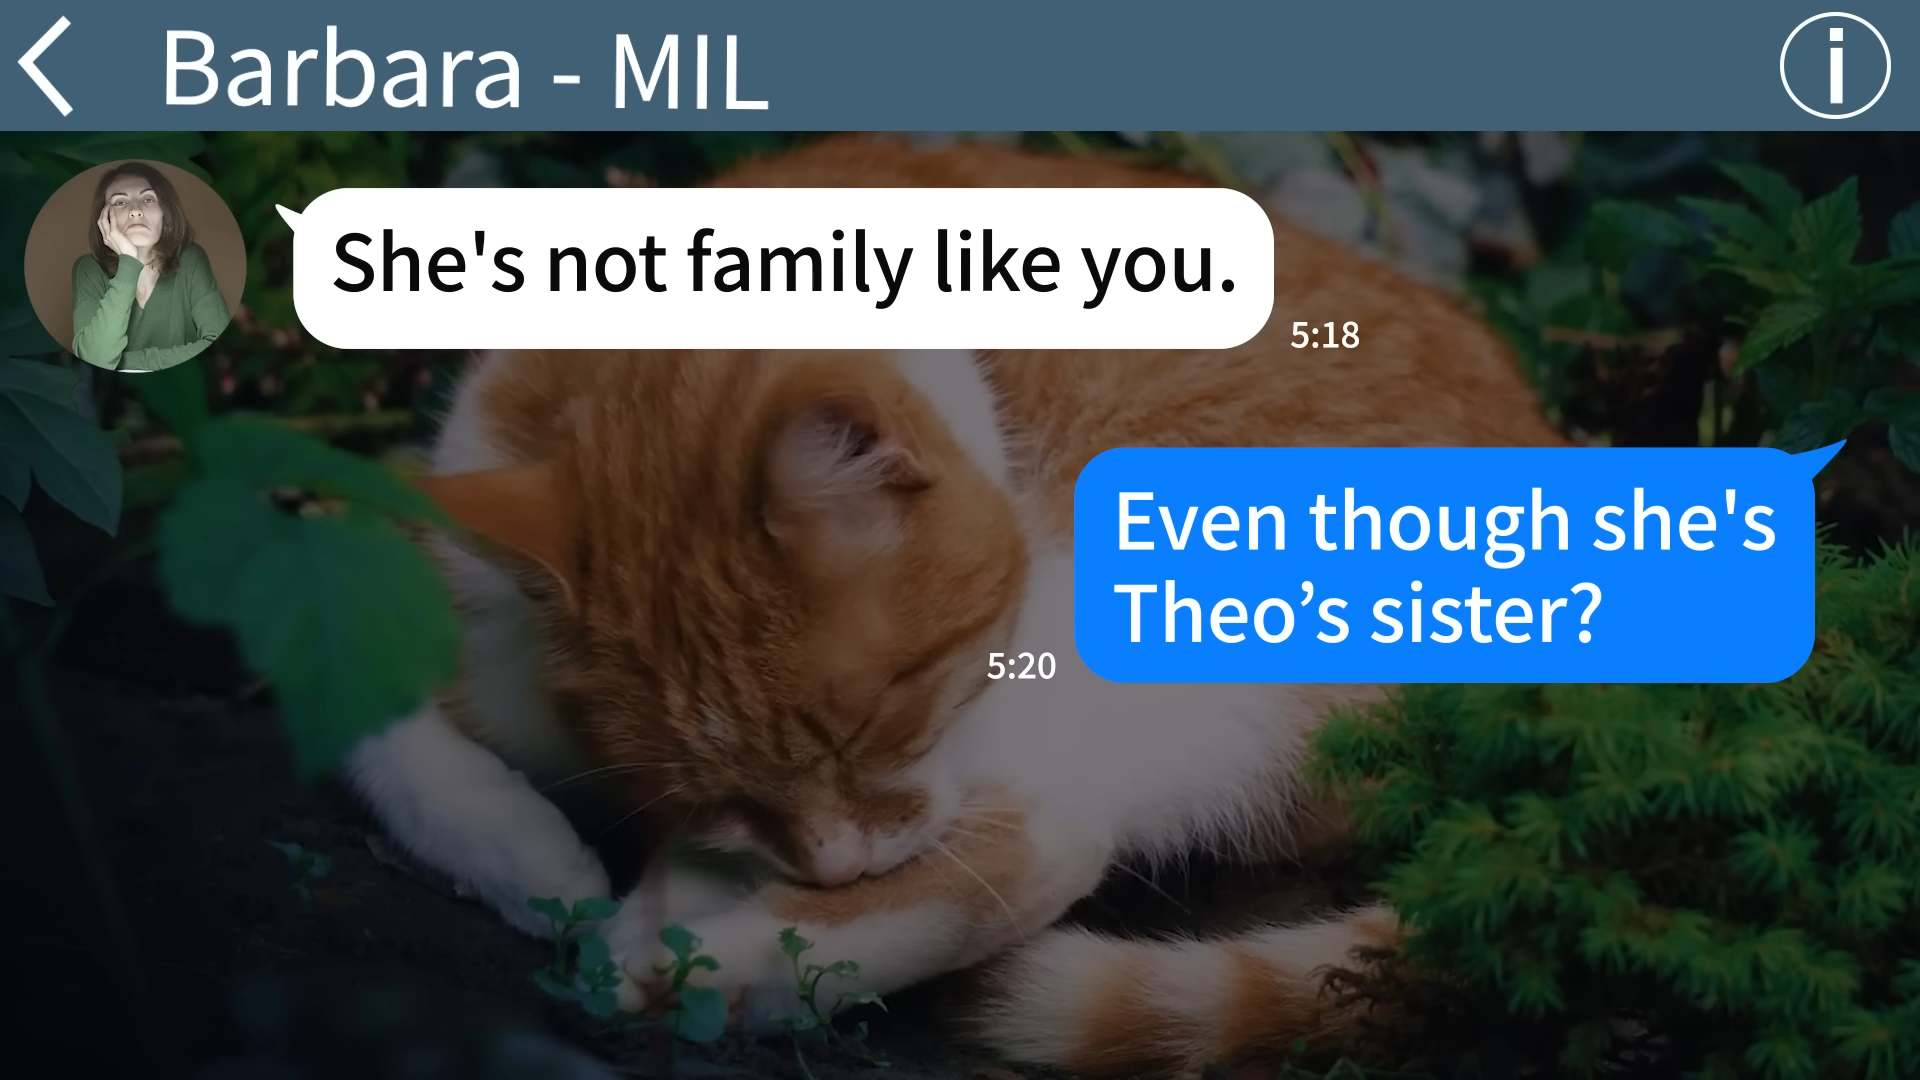 Barbara - MIL
She's not family like you.
5:18
Even though she's
Theo’s sister?
5:20